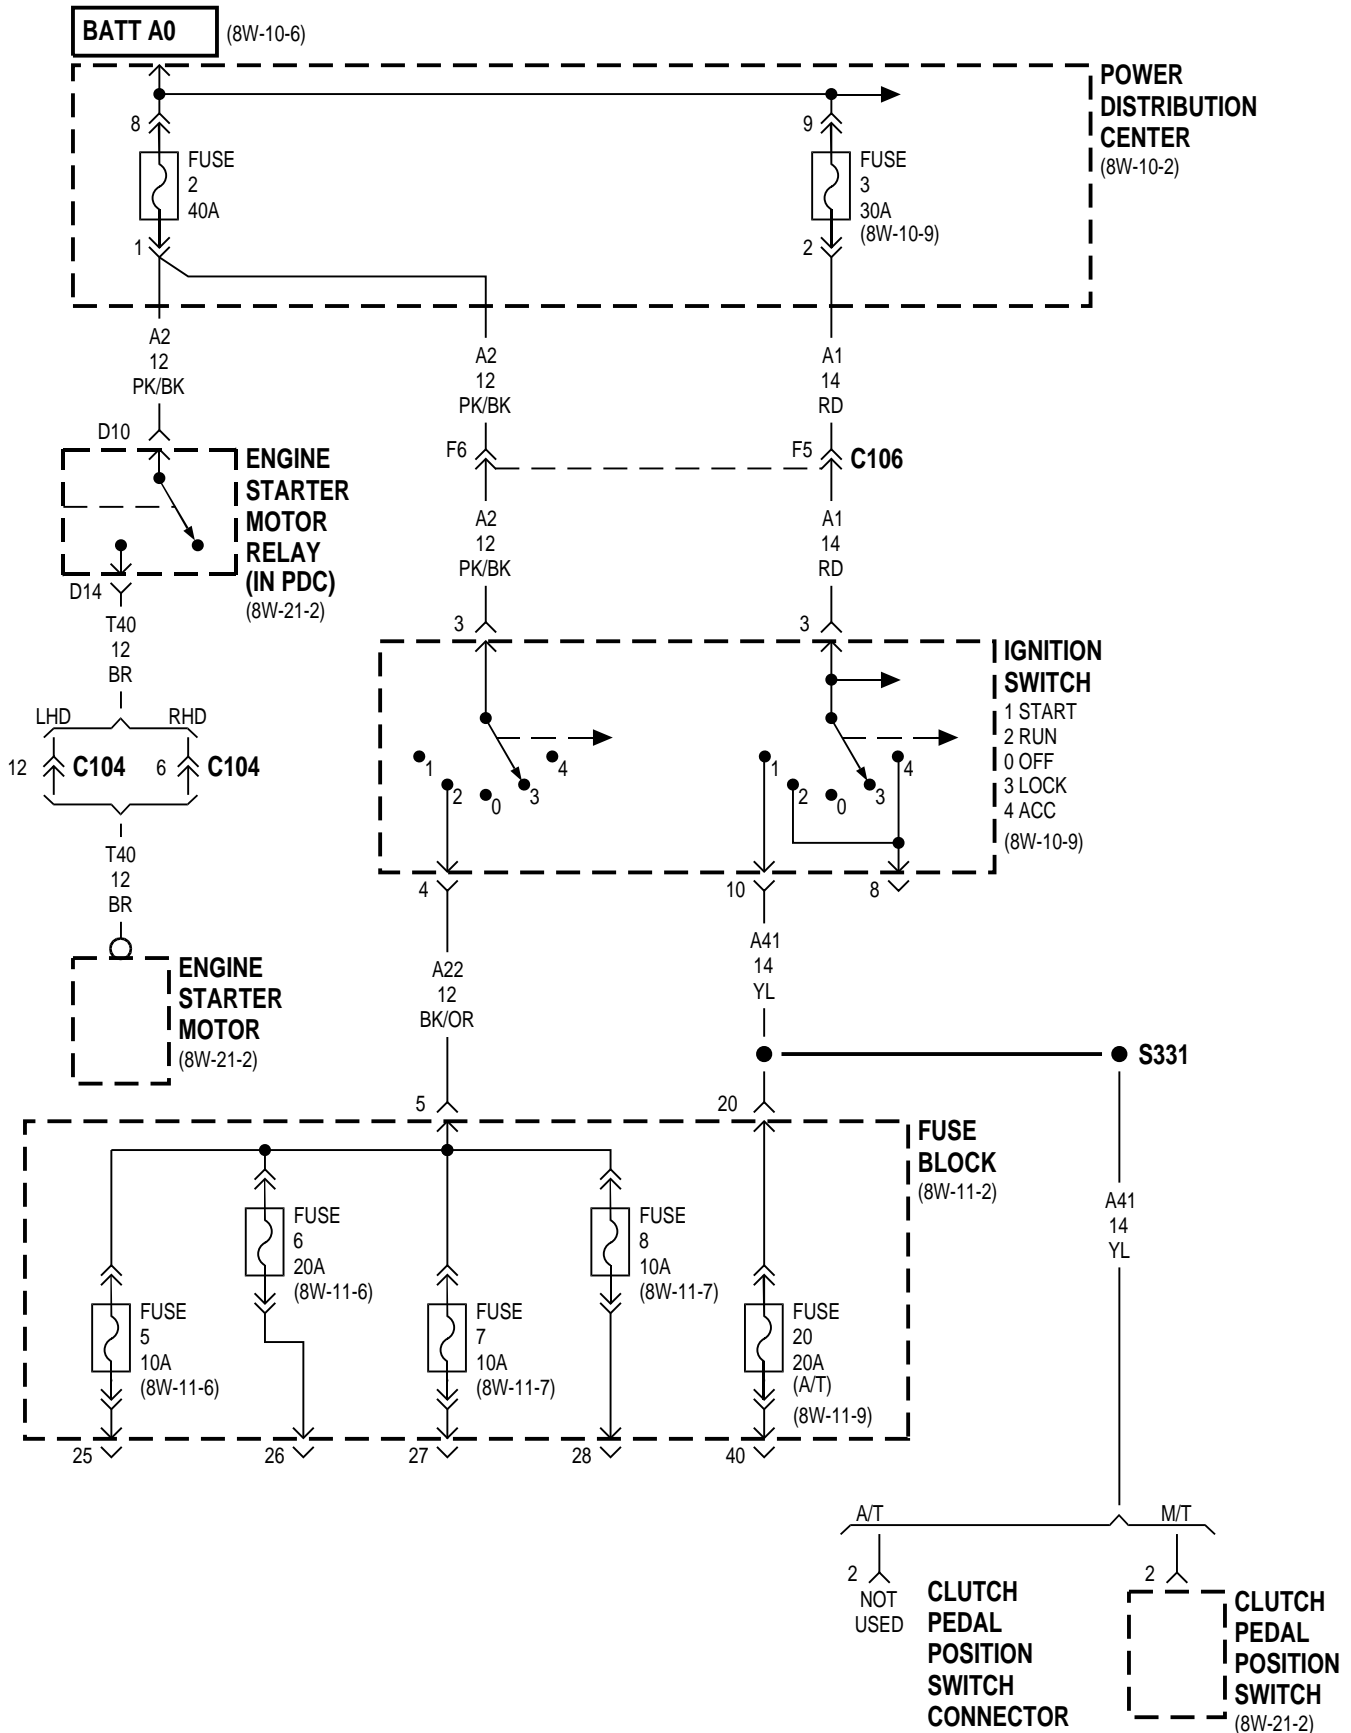 BATT A0 (8W-10-6)
POWER
DISTRIBUTION
CENTER
(8W-10-2)
8
FUSE
2
40A
1
9
FUSE
3
30A
(8W-10-9)
2
A2
12
PK/BK
A2
12
PK/BK
A1
14
RD
D10
F6
F5
C106
ENGINE
STARTER
MOTOR
RELAY
(IN PDC)
(8W-21-2)
D14
A2
12
PK/BK
A1
14
RD
T40
12
BR
3
3
IGNITION
SWITCH
1 START
2 RUN
0 OFF
3 LOCK
4 ACC
(8W-10-9)
LHD
RHD
12
C104
6
C104
1
2
0
3
4
1
2
0
3
4
T40
12
BR
4
10
8
ENGINE
STARTER
MOTOR
(8W-21-2)
A22
12
BK/OR
A41
14
YL
S331
5
20
FUSE
BLOCK
(8W-11-2)
FUSE
6
20A
(8W-11-6)
FUSE
8
10A
(8W-11-7)
FUSE
5
10A
(8W-11-6)
FUSE
7
10A
(8W-11-7)
FUSE
20
20A
(A/T)
(8W-11-9)
A41
14
YL
25
26
27
28
40
A/T
M/T
2
NOT
USED
CLUTCH
PEDAL
POSITION
SWITCH
CONNECTOR
2
CLUTCH
PEDAL
POSITION
SWITCH
(8W-21-2)